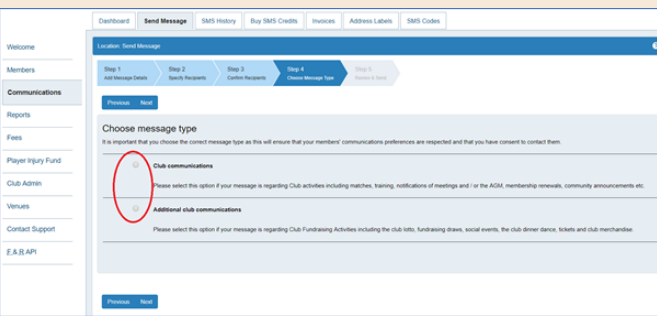 Dashboard Send Message SMS History Buy SMS Credits Invoices Address Labels SMS Codes
Welcome
Members
Communications
Reports
Fees
Player Injury Fund
Club Admin
Venues
Contact Support
F & R API
Location: Send Message
Step 1 Step 2 Step 3 Step 4 Step 5
Add Message Details Specify Recipients Confirm Recipients Choose Message Type Review & Send
Previous Next
Choose message type
It is important that you choose the correct message type as this will ensure that your members' communications preferences are respected and that you have consent to contact them.
Club communications
Please select this option if your message is regarding Club activities including matches, training, notifications of meetings and / or the AGM, membership renewals, community announcements etc.
Additional club communications
Please select this option if your message is regarding Club Fundraising Activities including the club lotto, fundraising draws, social events, the club dinner dance, tickets and club merchandise.
Previous Next